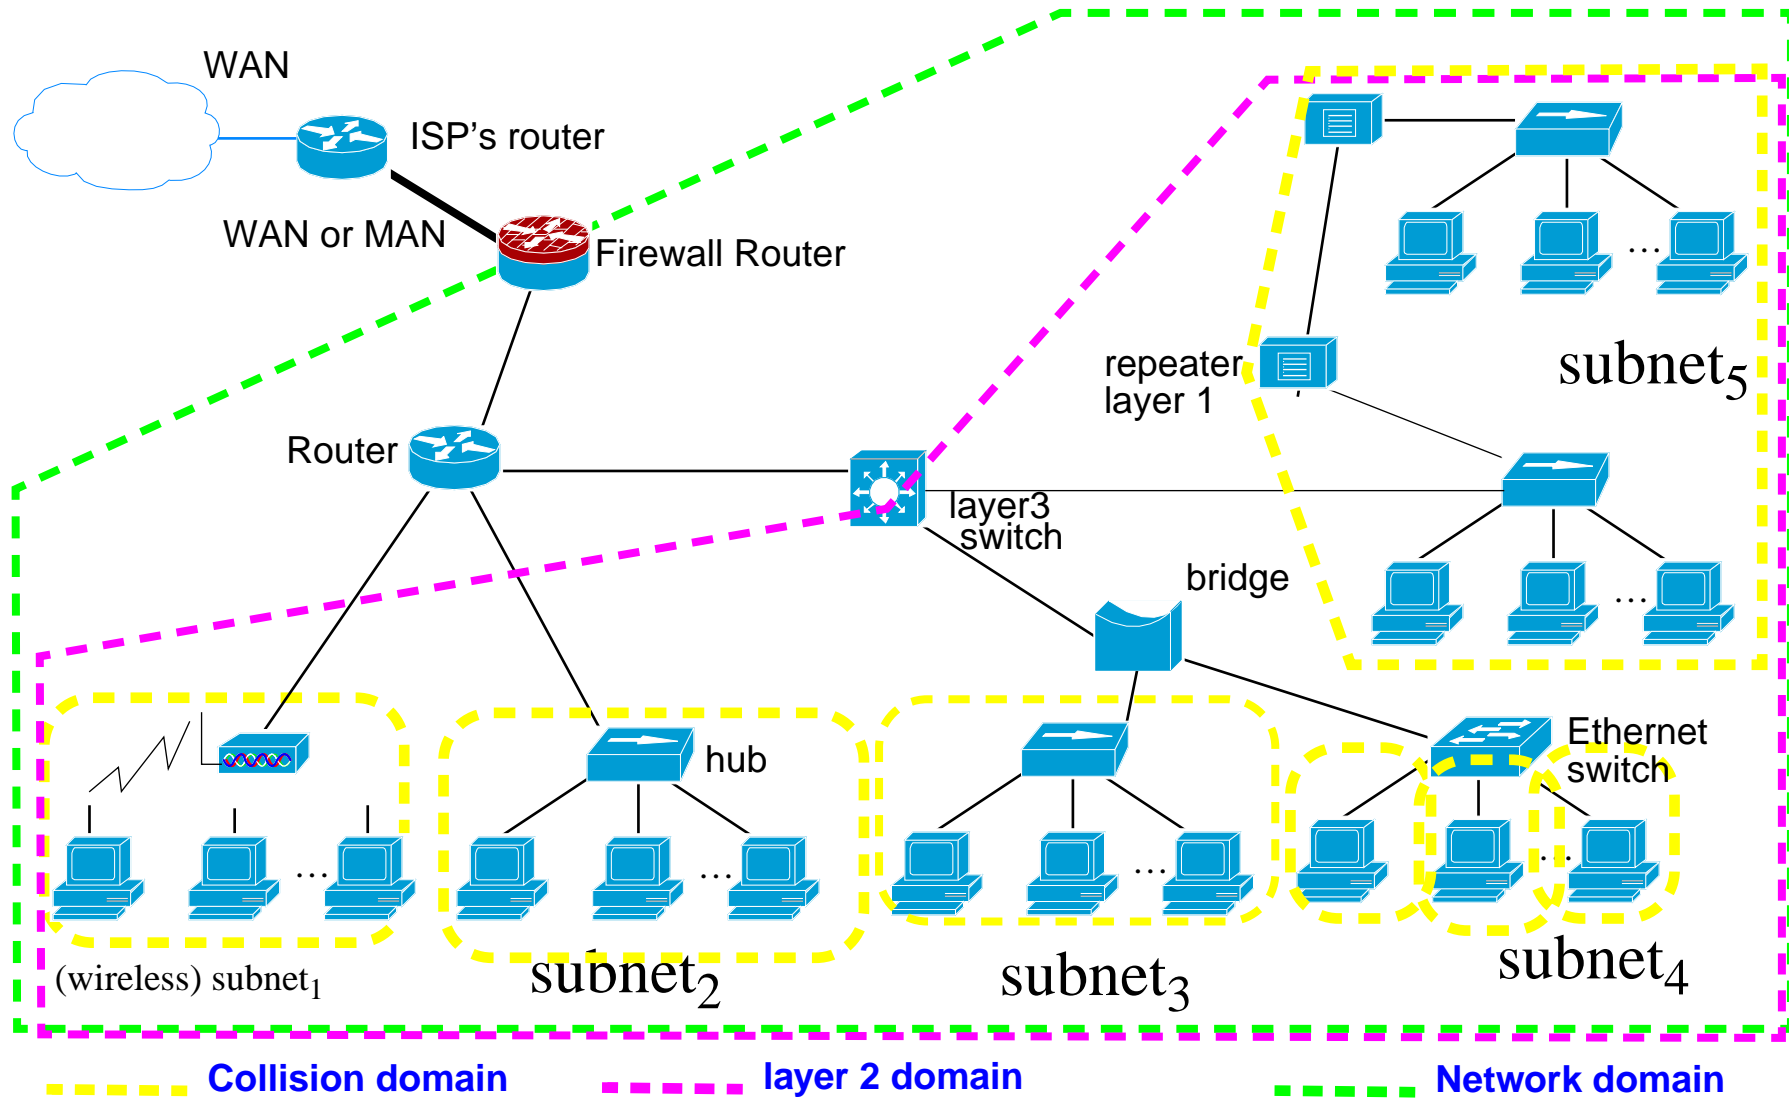 WAN
ISP's router
WAN or MAN
Firewall Router
repeater
layer 1
subnet5
Router
layer3
switch
bridge
hub
Ethernet
switch
...
...
...
...
...
...
(wireless) subnet1
subnet2
subnet3
subnet4
Collision domain
layer 2 domain
Network domain